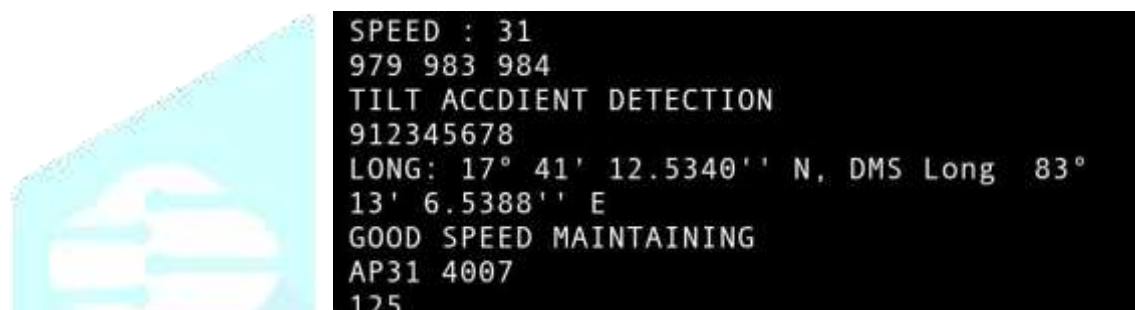 SPEED : 31
979 983 984
TILT ACCDIENT DETECTION
912345678
LONG: 17° 41' 12.5340'' N, DMS Long  83°
13' 6.5388'' E
GOOD SPEED MAINTAINING
AP31 4007
125